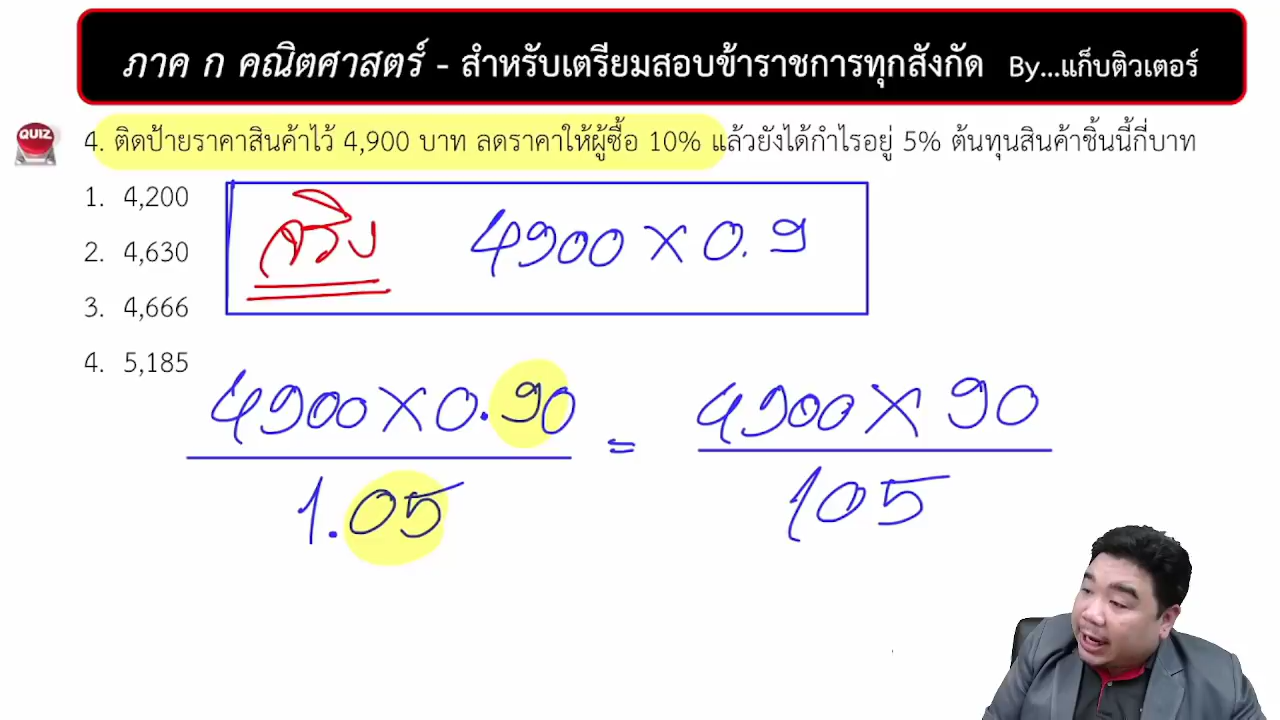 ภาค ก คณิตศาสตร์ - สำหรับเตรียมสอบข้าราชการทุกสังกัด By...แก็บติวเตอร์
QUIZ
4. ติดป้ายราคาสินค้าไว้ 4,900 บาท ลดราคาให้ผู้ซื้อ 10% แล้วยังได้กำไรอยู่ 5% ต้นทุนสินค้าชิ้นนี้กี่บาท
1. 4,200
2. 4,630
3. 4,666
4. 5,185
จริง 4900 × 0.9
4900 × 0.90 = 4900 × 90
1.05 105